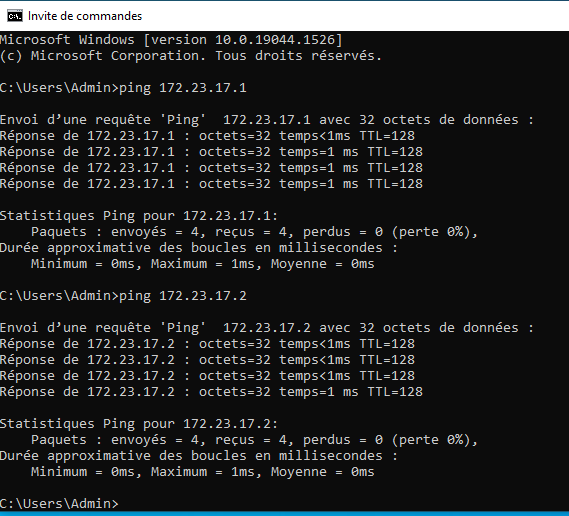 Invite de commandes
Microsoft Windows [version 10.0.19044.1526]
(c) Microsoft Corporation. Tous droits réservés.
C:\Users\Admin>ping 172.23.17.1
Envoi d’une requête 'Ping'  172.23.17.1 avec 32 octets de données :
Réponse de 172.23.17.1 : octets=32 temps<1ms TTL=128
Réponse de 172.23.17.1 : octets=32 temps=1 ms TTL=128
Réponse de 172.23.17.1 : octets=32 temps=1 ms TTL=128
Réponse de 172.23.17.1 : octets=32 temps=1 ms TTL=128
Statistiques Ping pour 172.23.17.1:
    Paquets : envoyés = 4, reçus = 4, perdus = 0 (perte 0%),
Durée approximative des boucles en millisecondes :
    Minimum = 0ms, Maximum = 1ms, Moyenne = 0ms
C:\Users\Admin>ping 172.23.17.2
Envoi d’une requête 'Ping'  172.23.17.2 avec 32 octets de données :
Réponse de 172.23.17.2 : octets=32 temps<1ms TTL=128
Réponse de 172.23.17.2 : octets=32 temps<1ms TTL=128
Réponse de 172.23.17.2 : octets=32 temps<1ms TTL=128
Réponse de 172.23.17.2 : octets=32 temps=1 ms TTL=128
Statistiques Ping pour 172.23.17.2:
    Paquets : envoyés = 4, reçus = 4, perdus = 0 (perte 0%),
Durée approximative des boucles en millisecondes :
    Minimum = 0ms, Maximum = 1ms, Moyenne = 0ms
C:\Users\Admin>